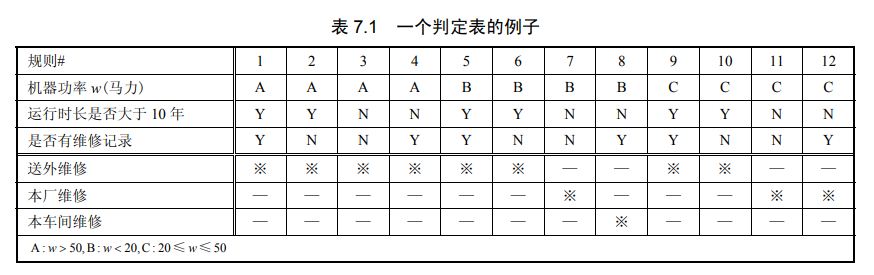 表 7.1 一个判定表的例子
规则# 1 2 3 4 5 6 7 8 9 10 11 12
机器功率 w(马力) A A A A B B B B C C C C
运行时长是否大于 10 年 Y Y N N Y Y N N Y Y N N
是否有维修记录 Y N N Y Y N N Y Y N N Y
送外维修 ※ ※ ※ ※ ※ ※ — — ※ ※ — —
本厂维修 — — — — — — ※ — — — ※ ※
本车间维修 — — — — — — — ※ — — — —
A : w > 50, B : w < 20, C : 20 ≤ w ≤ 50